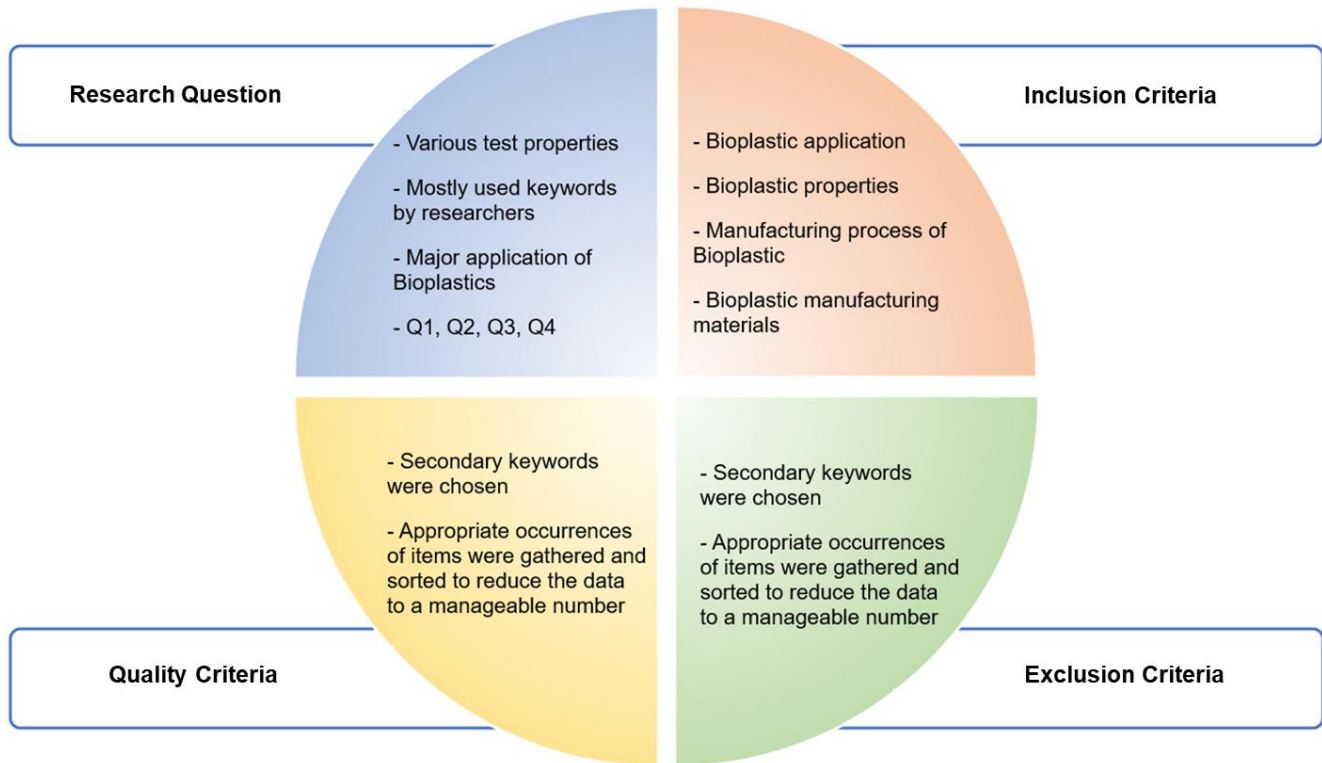 Research Question
- Various test properties
- Mostly used keywords
by researchers
- Major application of
Bioplastics
- Q1, Q2, Q3, Q4
Inclusion Criteria
- Bioplastic application
- Bioplastic properties
- Manufacturing process of
Bioplastic
- Bioplastic manufacturing
materials
Quality Criteria
- Secondary keywords
were chosen
- Appropriate occurrences
of items were gathered and
sorted to reduce the data
to a manageable number
Exclusion Criteria
- Secondary keywords
were chosen
- Appropriate occurrences
of items were gathered and
sorted to reduce the data
to a manageable number